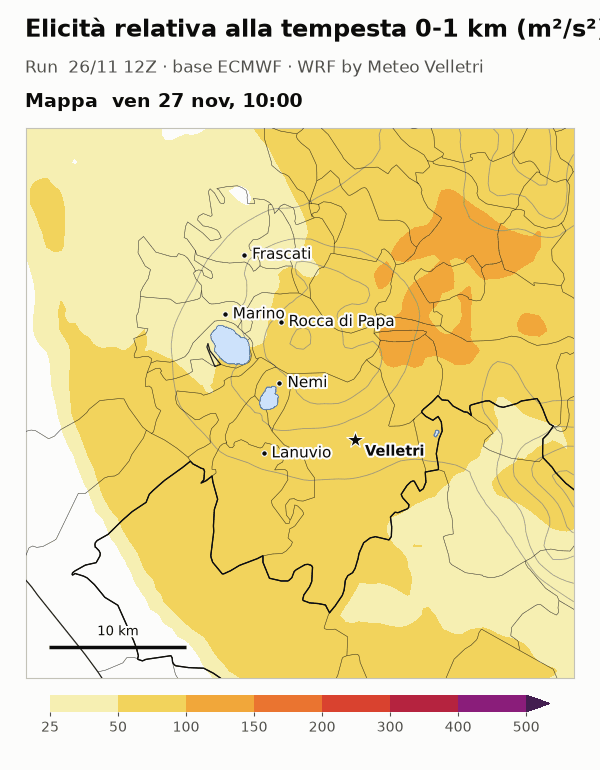 Elicità relativa alla tempesta 0-1 km (m²/s²)
Run  26/11 12Z · base ECMWF · WRF by Meteo Velletri
Mappa  ven 27 nov, 10:00
Frascati
Marino
Rocca di Papa
Nemi
Velletri
Lanuvio
10 km
25 50 100 150 200 300 400 500